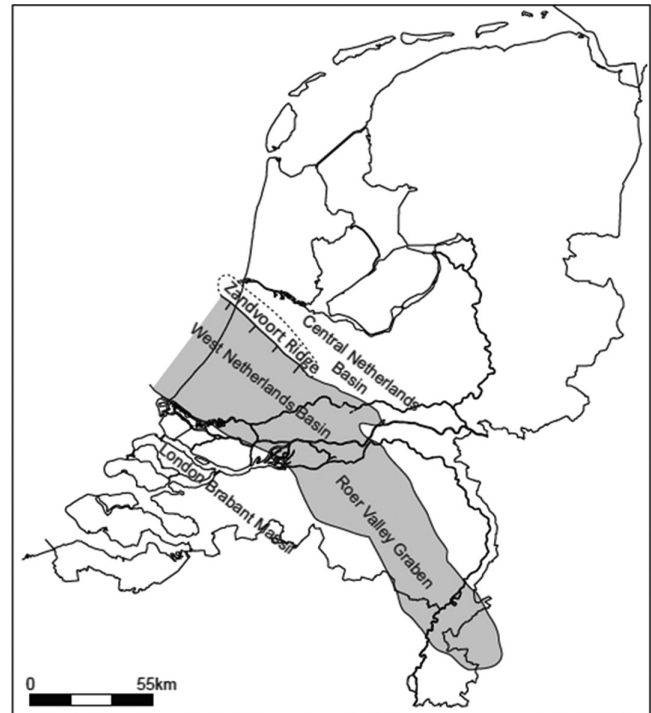 Zandvoort Ridge
Central Netherlands
Basin
West Netherlands Basin
London Brabant Massif
Roer Valley Graben
0 55km